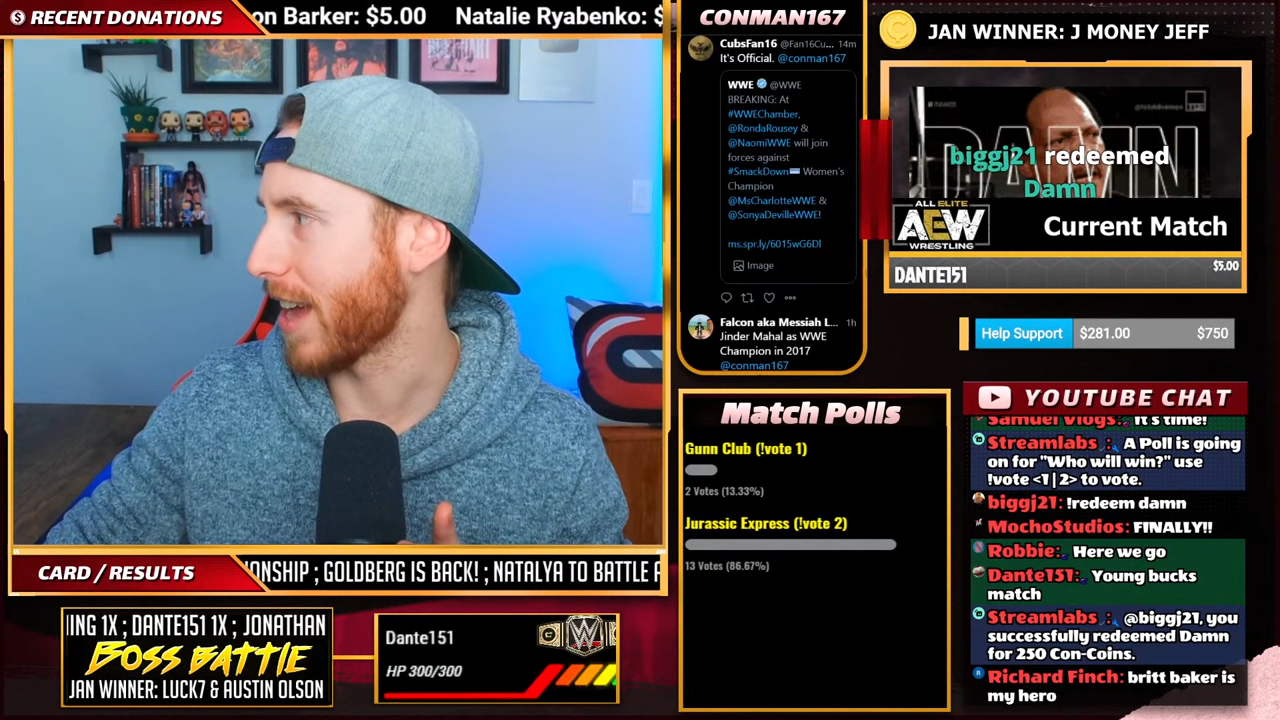 RECENT DONATIONS
on Barker: $5.00
Natalie Ryabenko: $
CONMAN167
CubsFan16 @Fan16Cu... 14m
It's Official. @conman167
WWE @WWE
BREAKING: At
#WWEChamber,
@RondaRousey &
@NaomiWWE will join
forces against
#SmackDown Women's
Champion
@MsCharlotteWWE &
@SonyaDevilleWWE!
ms.spr.ly/6015wG6Dl
Image
Falcon aka Messiah L... 1h
Jinder Mahal as WWE
Champion in 2017
@conman167
JAN WINNER: J MONEY JEFF
DAMN
biggj21 redeemed
Damn
ALL ELITE
AEW
WRESTLING
Current Match
DANTE151
$5.00
Help Support
$281.00
$750
Match Polls
Gunn Club (!vote 1)
2 Votes (13.33%)
Jurassic Express (!vote 2)
13 Votes (86.67%)
YOUTUBE CHAT
Samuel Vlogs: It's time!
Streamlabs : A Poll is going
on for "Who will win?" use
!vote <1 | 2> to vote.
biggj21: !redeem damn
MochoStudios: FINALLY!!
Robbie: Here we go
Dante151: Young bucks
match
Streamlabs : @biggj21, you
successfully redeemed Damn
for 250 Con-Coins.
Richard Finch: britt baker is
my hero
CARD / RESULTS
ONSHIP ; GOLDBERG IS BACK! ; NATALYA TO BATTLE
ING 1X ; DANTE151 1X ; JONATHAN
BOSS BATTLE
JAN WINNER: LUCK7 & AUSTIN OLSON
Dante151
HP 300/300